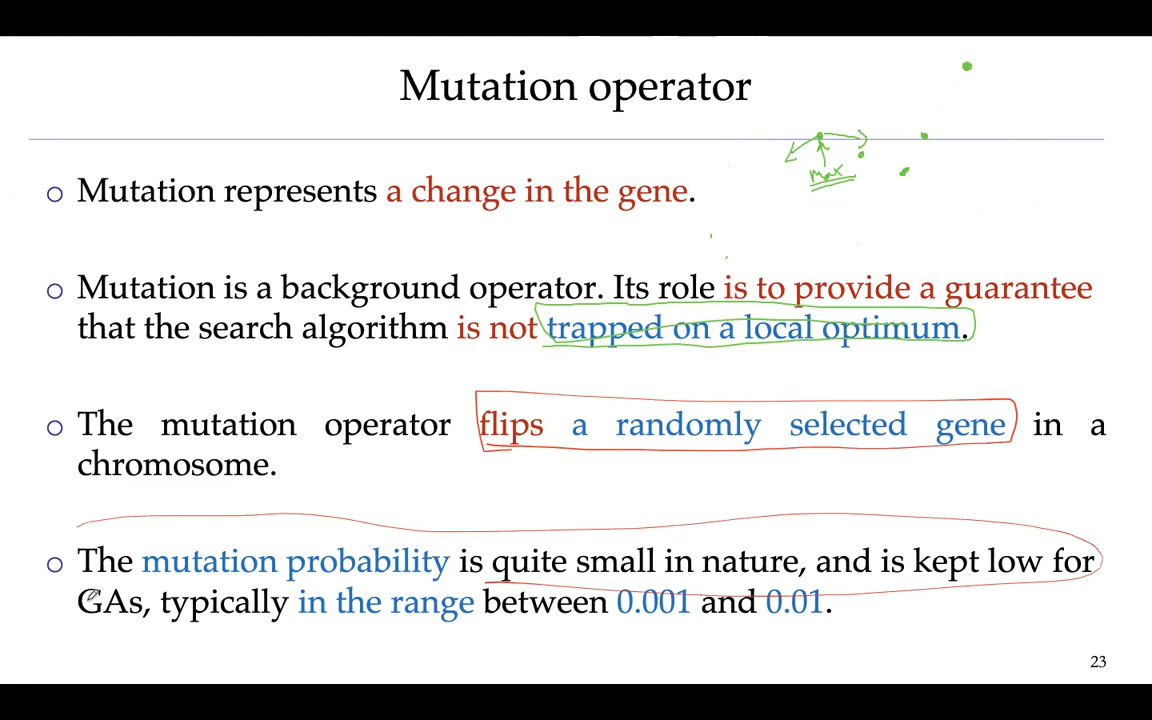 Mutation operator
Max
o Mutation represents a change in the gene.
o Mutation is a background operator. Its role is to provide a guarantee
that the search algorithm is not trapped on a local optimum.
o The mutation operator flips a randomly selected gene in a
chromosome.
o The mutation probability is quite small in nature, and is kept low for
GAs, typically in the range between 0.001 and 0.01.
23